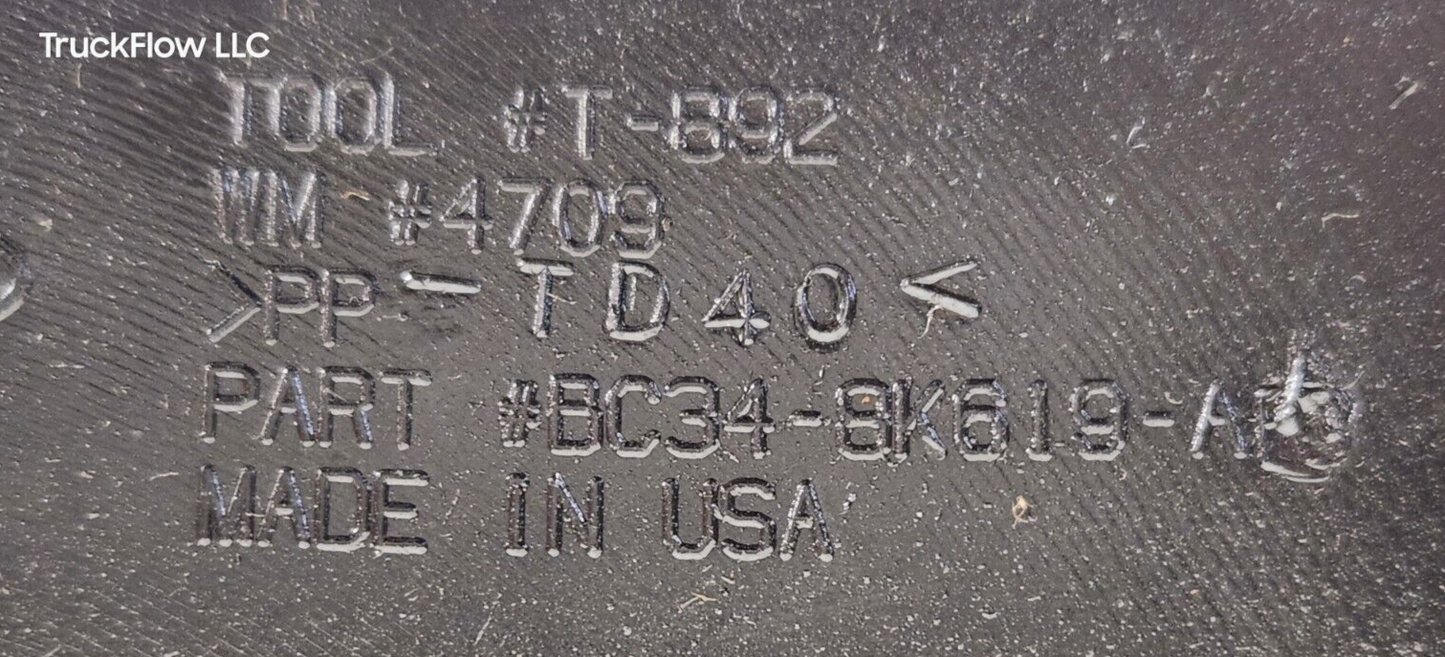 TruckFlow LLC
TOOL #T-892
WM #4709
>PP-TD40<
PART #BC34-8K619-A
MADE IN USA